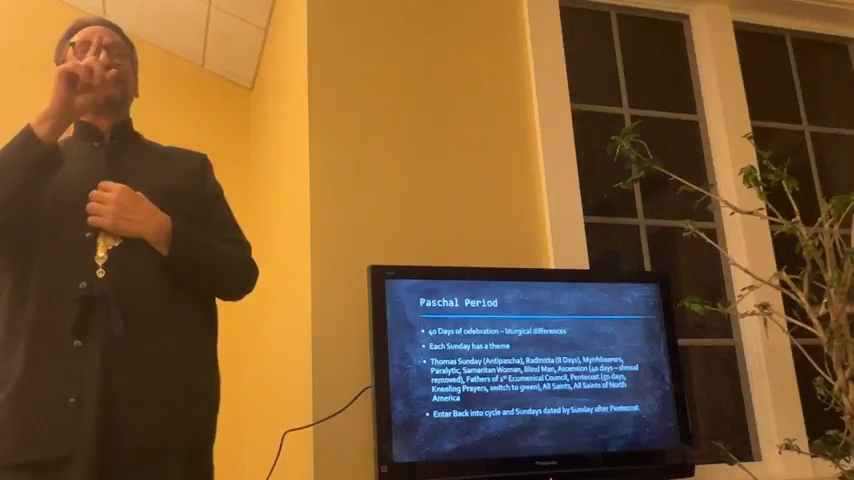 Paschal Period
• 40 Days of celebration – liturgical differences
• Each Sunday has a theme
• Thomas Sunday (Antipascha), Radinitta (8 Days), Myrrhbearers,
Paralytic, Samaritan Woman, Blind Man, Ascension (40 days – shroud
removed), Fathers of 1st Ecumenical Council, Pentecost (50 days,
Kneeling Prayers, switch to green), All Saints, All Saints of North
America
• Enter Back into cycle and Sundays dated by Sunday after Pentecost
Panasonic